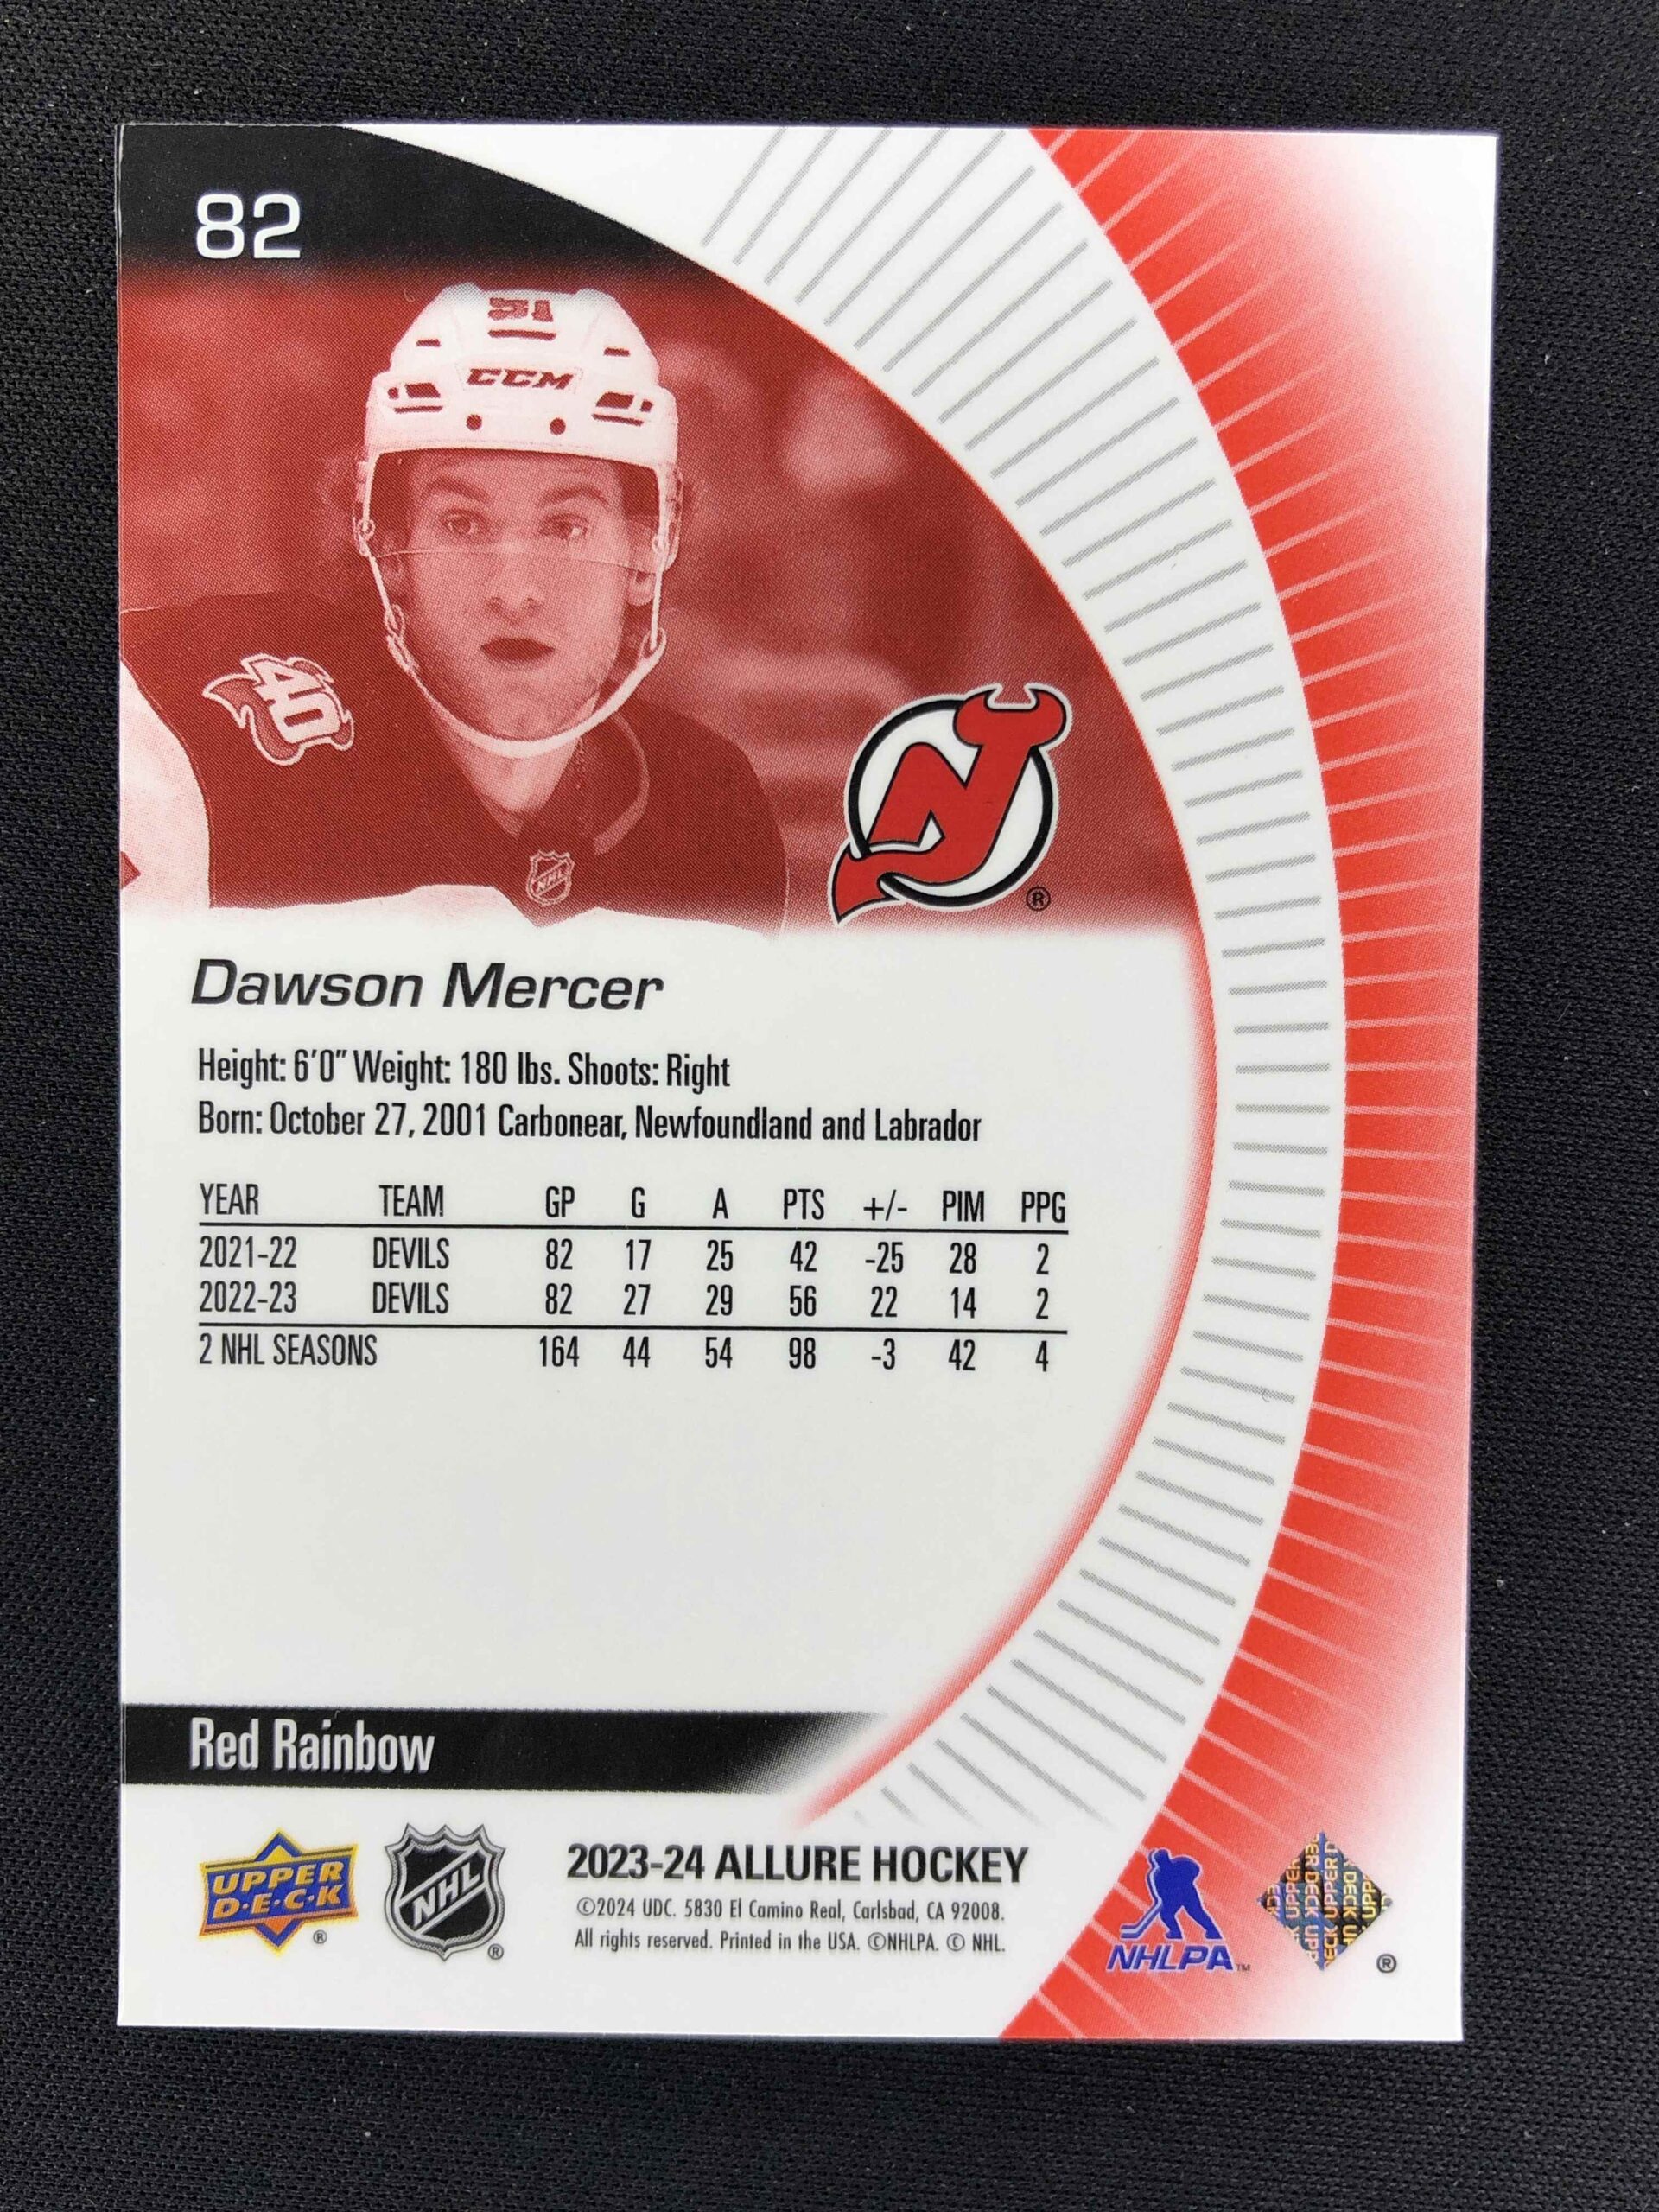 82
91
CCM
40
NHL
Dawson Mercer
Height: 6'0" Weight: 180 lbs. Shoots: Right
Born: October 27, 2001 Carbonear, Newfoundland and Labrador
YEAR TEAM GP G A PTS +/- PIM PPG
2021-22 DEVILS 82 17 25 42 -25 28 2
2022-23 DEVILS 82 27 29 56 22 14 2
2 NHL SEASONS 164 44 54 98 -3 42 4
Red Rainbow
UPPER
D·E·C·K
®
NHL
®
2023-24 ALLURE HOCKEY
©2024 UDC. 5830 El Camino Real, Carlsbad, CA 92008.
All rights reserved. Printed in the USA. ©NHLPA. © NHL.
NHLPA™
UPPER DECK
®